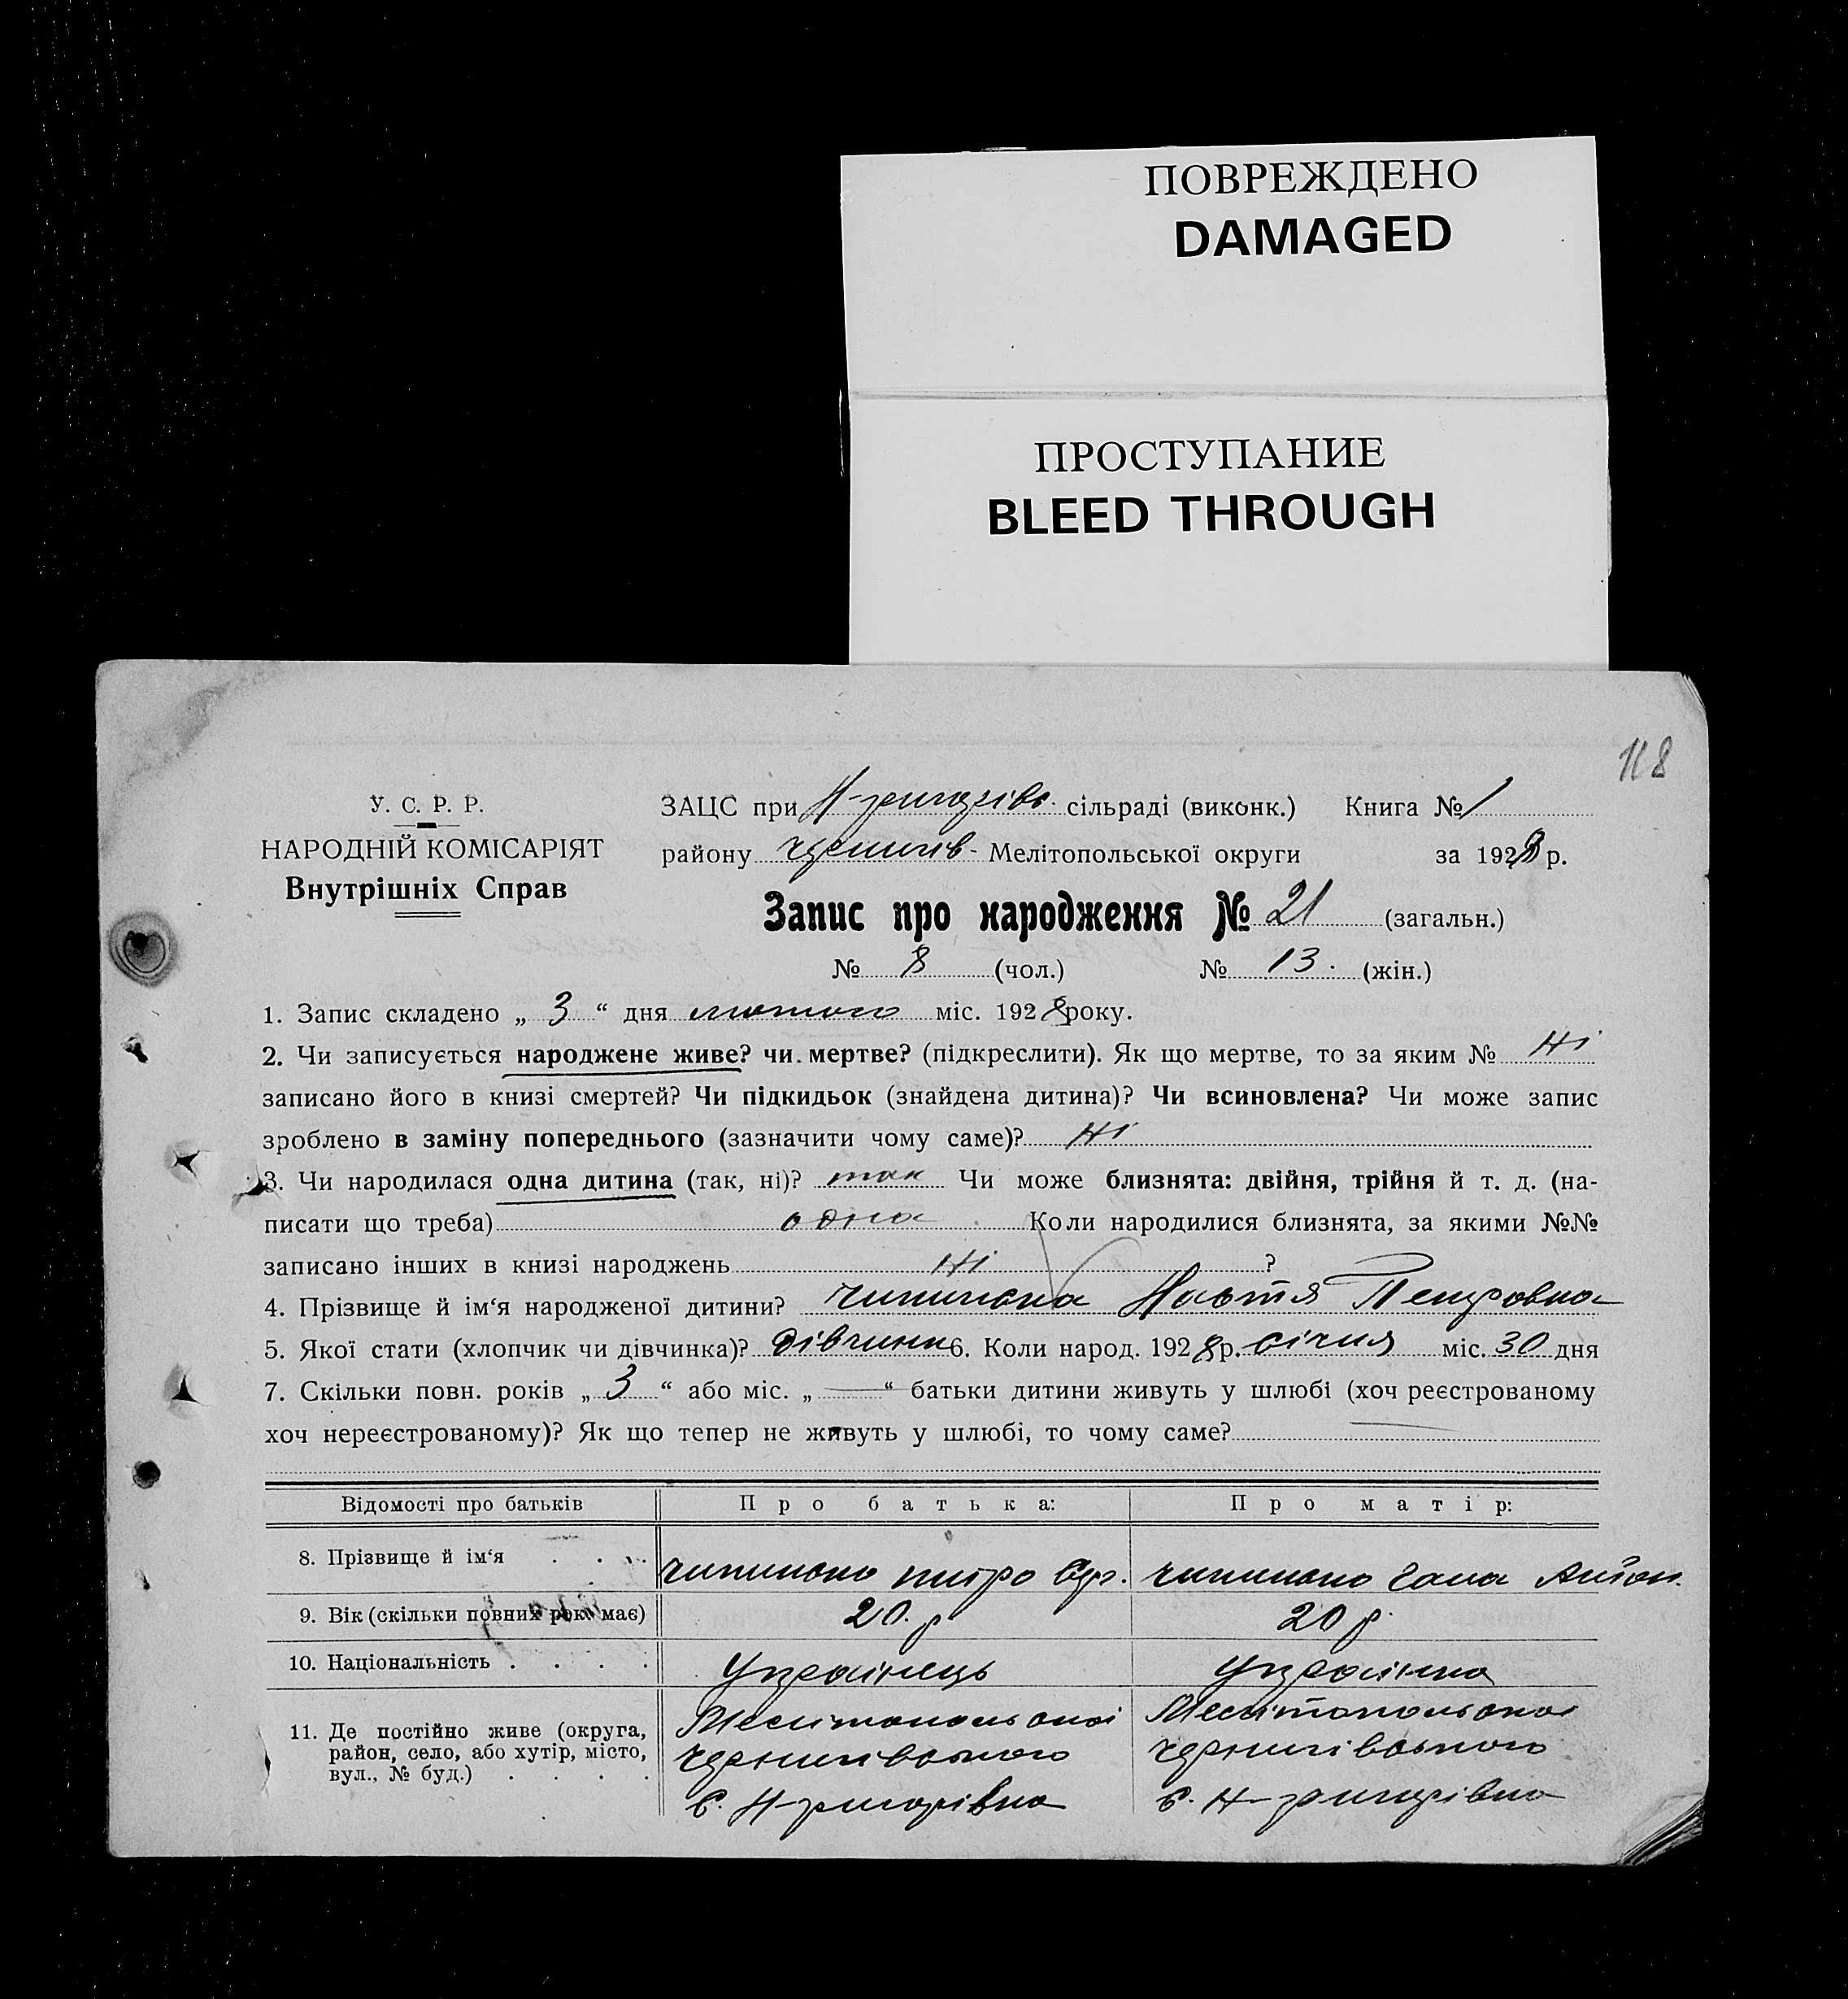 ПОВРЕЖДЕНО
DAMAGED
ПРОСТУПАНИЕ
BLEED THROUGH
118
У. С. Р. Р.
НАРОДНІЙ КОМІСАРІЯТ
Внутрішніх Справ
ЗАЦС при Н-григорівс. сільраді (виконк.) Книга № 1
району Чернигів- Мелітопольської округи за 1928 р.
Запис про народження № 21 (загальн.)
№ 8 (чол.) № 13. (жін.)
1. Запис складено „ 3 “ дня лютого міс. 1928 року.
2. Чи записується народжене живе? чи мертве? (підкреслити). Як що мертве, то за яким № Ні
записано його в книзі смертей? Чи підкидьок (знайдена дитина)? Чи всиновлена? Чи може запис
зроблено в заміну попереднього (зазначити чому саме)? Ні
3. Чи народилася одна дитина (так, ні)? так Чи може близнята: двійня, трійня й т. д. (на-
писати що треба) одна Коли народилися близнята, за якими №№
записано інших в книзі народжень Ні ?
4. Прізвище й ім‘я народженої дитини? Настя Петровна
5. Якої стати (хлопчик чи дівчинка)? Дівчинк 6. Коли народ. 1928 р. січня міс. 30 дня
7. Скільки повн. років „ 3 “ або міс. „ — “ батьки дитини живуть у шлюбі (хоч реєстрованому
хоч нереєстрованому)? Як що тепер не живуть у шлюбі, то чому саме? —
Відомості про батьків Про батька: Про матір:
8. Прізвище й ім‘я . . . .
9. Вік (скільки повних рок. має) 20. р 20 р.
10. Національність . . . . Українець Українка
11. Де постійно живе (округа,
район, село, або хутір, місто,
вул., № буд.) . . . .
Мелітопольської Мелітопольської
Чернигівського Чернигівського
с. Н-григорівка с. Н-григорівка